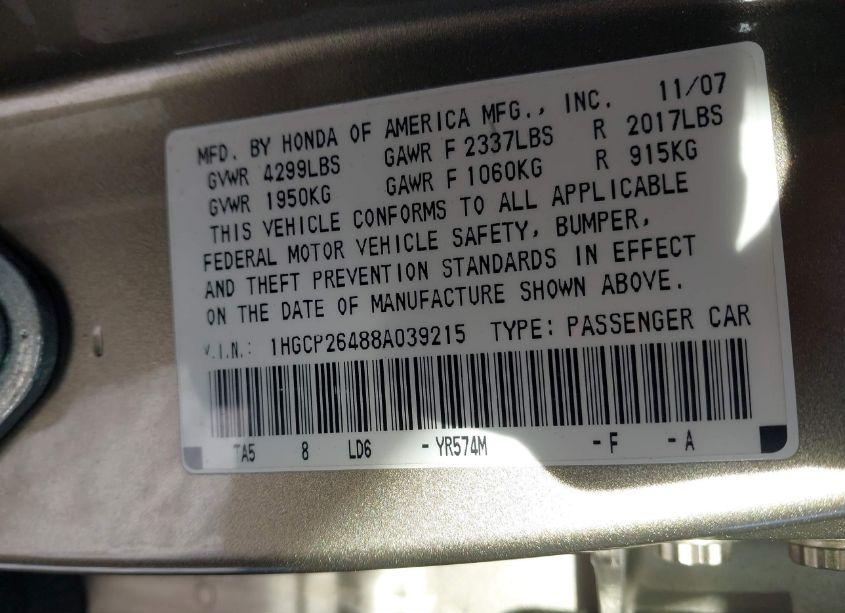 MFD. BY HONDA OF AMERICA MFG., INC. 11/07
GVWR 4299LBS GAWR F 2337LBS R 2017LBS
GVWR 1950KG GAWR F 1060KG R 915KG
THIS VEHICLE CONFORMS TO ALL APPLICABLE
FEDERAL MOTOR VEHICLE SAFETY, BUMPER,
AND THEFT PREVENTION STANDARDS IN EFFECT
ON THE DATE OF MANUFACTURE SHOWN ABOVE.
V.I.N.: 1HGCP26488A039215 TYPE: PASSENGER CAR
TA5 8 LD6 -YR574M -F -A